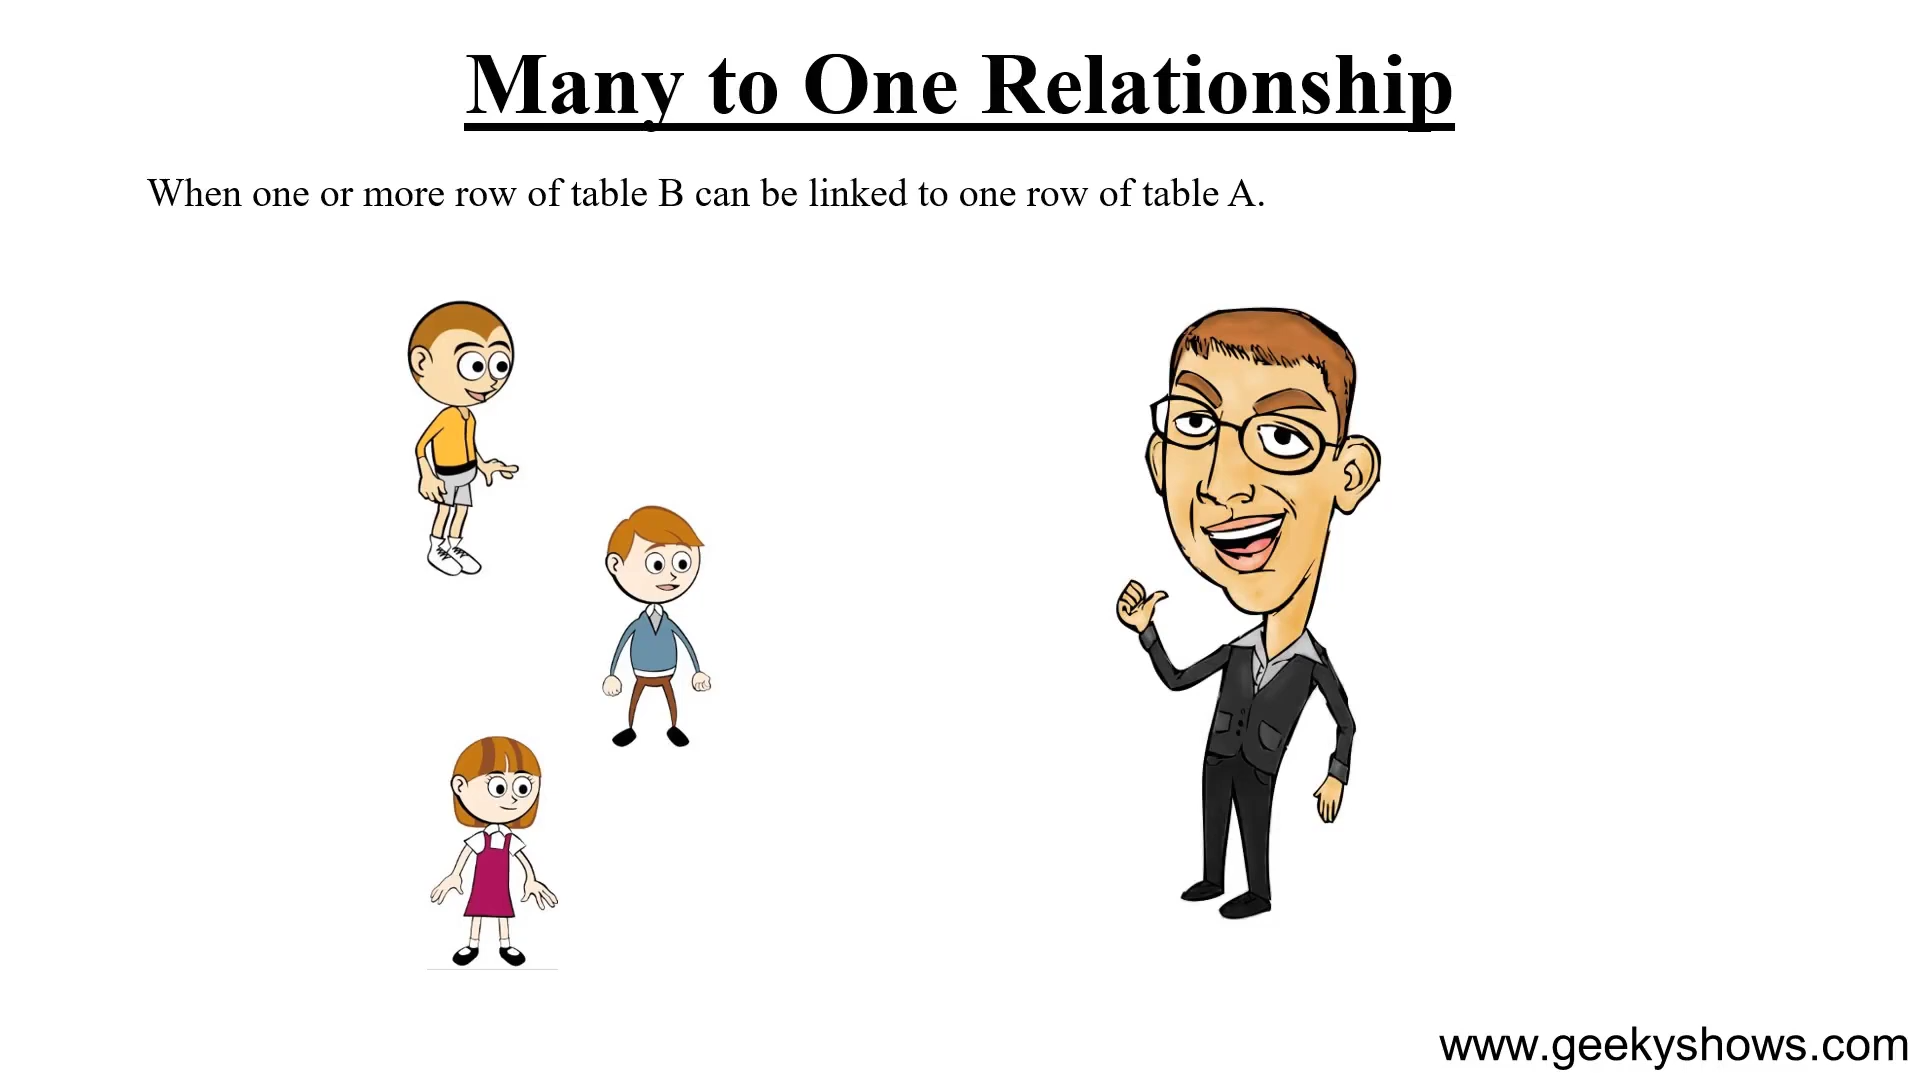 Many to One Relationship
When one or more row of table B can be linked to one row of table A.
www.geekyshows.com